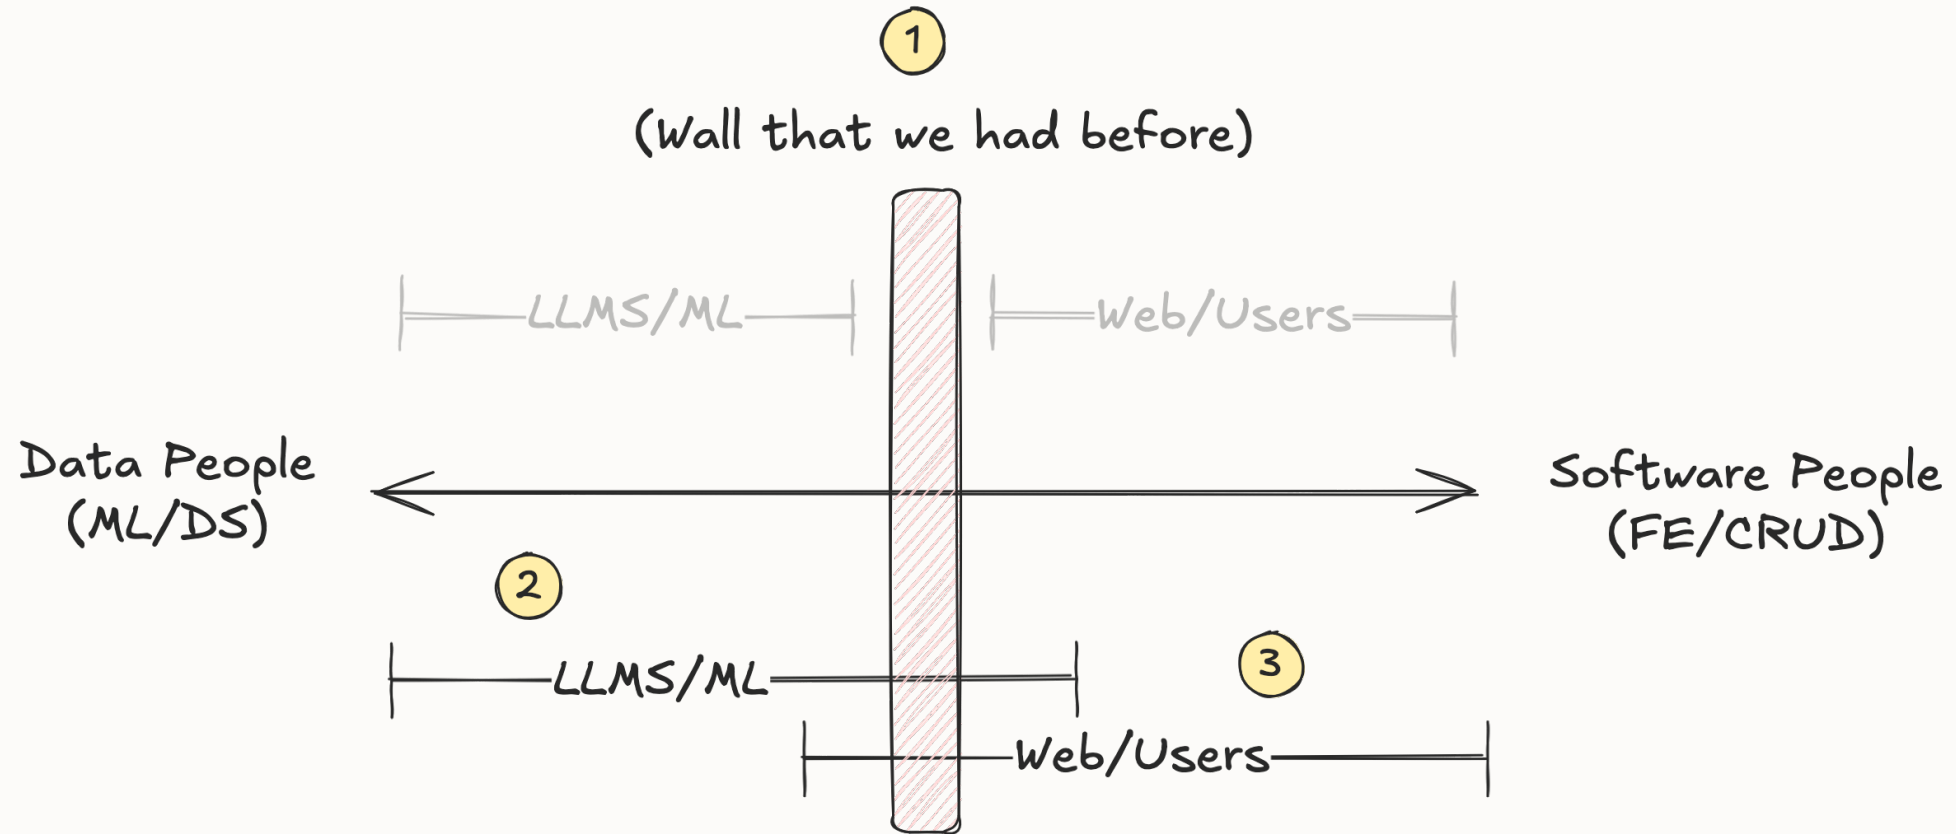 1
(Wall that we had before)
LLMS/ML
Web/Users
Data People
(ML/DS)
Software People
(FE/CRUD)
2
3
LLMS/ML
Web/Users